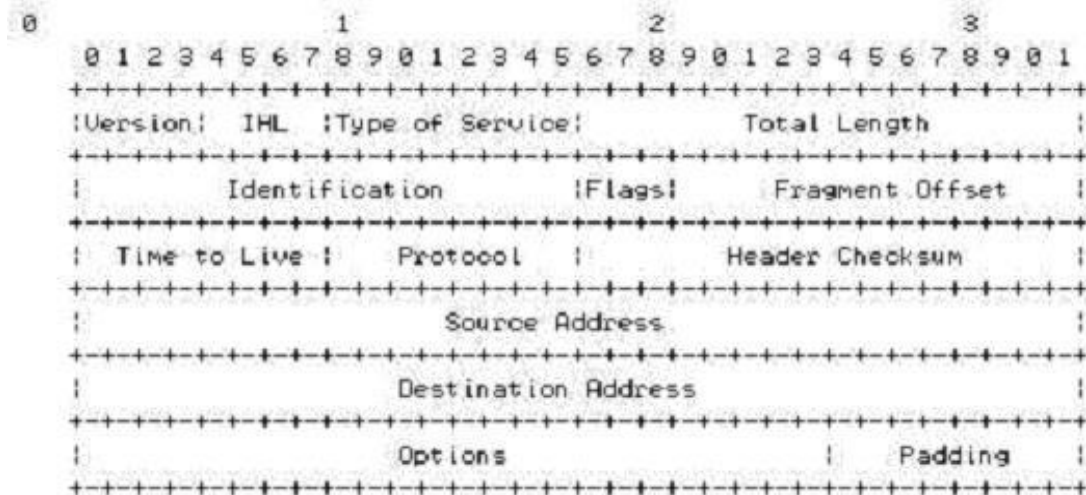 0 1 2 3
0 1 2 3 4 5 6 7 8 9 0 1 2 3 4 5 6 7 8 9 0 1 2 3 4 5 6 7 8 9 0 1
+-+-+-+-+-+-+-+-+-+-+-+-+-+-+-+-+-+-+-+-+-+-+-+-+-+-+-+-+-+-+-+-+
|Version| IHL |Type of Service| Total Length |
+-+-+-+-+-+-+-+-+-+-+-+-+-+-+-+-+-+-+-+-+-+-+-+-+-+-+-+-+-+-+-+-+
| Identification |Flags| Fragment Offset |
+-+-+-+-+-+-+-+-+-+-+-+-+-+-+-+-+-+-+-+-+-+-+-+-+-+-+-+-+-+-+-+-+
| Time to Live | Protocol | Header Checksum |
+-+-+-+-+-+-+-+-+-+-+-+-+-+-+-+-+-+-+-+-+-+-+-+-+-+-+-+-+-+-+-+-+
| Source Address |
+-+-+-+-+-+-+-+-+-+-+-+-+-+-+-+-+-+-+-+-+-+-+-+-+-+-+-+-+-+-+-+-+
| Destination Address |
+-+-+-+-+-+-+-+-+-+-+-+-+-+-+-+-+-+-+-+-+-+-+-+-+-+-+-+-+-+-+-+-+
| Options | Padding |
+-+-+-+-+-+-+-+-+-+-+-+-+-+-+-+-+-+-+-+-+-+-+-+-+-+-+-+-+-+-+-+-+